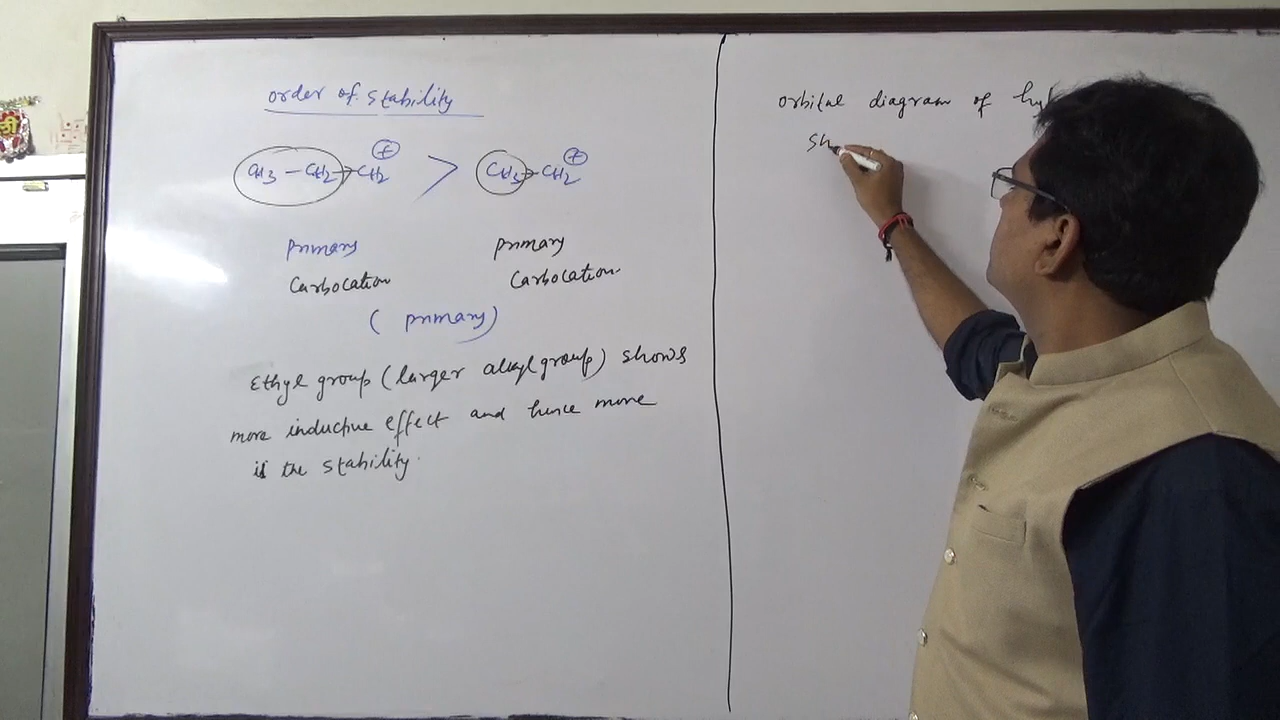 order of stability
CH3 - CH2 → CH2 ⊕ > CH3 → CH2 ⊕
Primary Primary
Carbocation Carbocation
( Primary )
Ethyl group (larger alkyl group) shows
more inductive effect and hence more
is the stability.
orbital diagram of hy
Sh
श्री